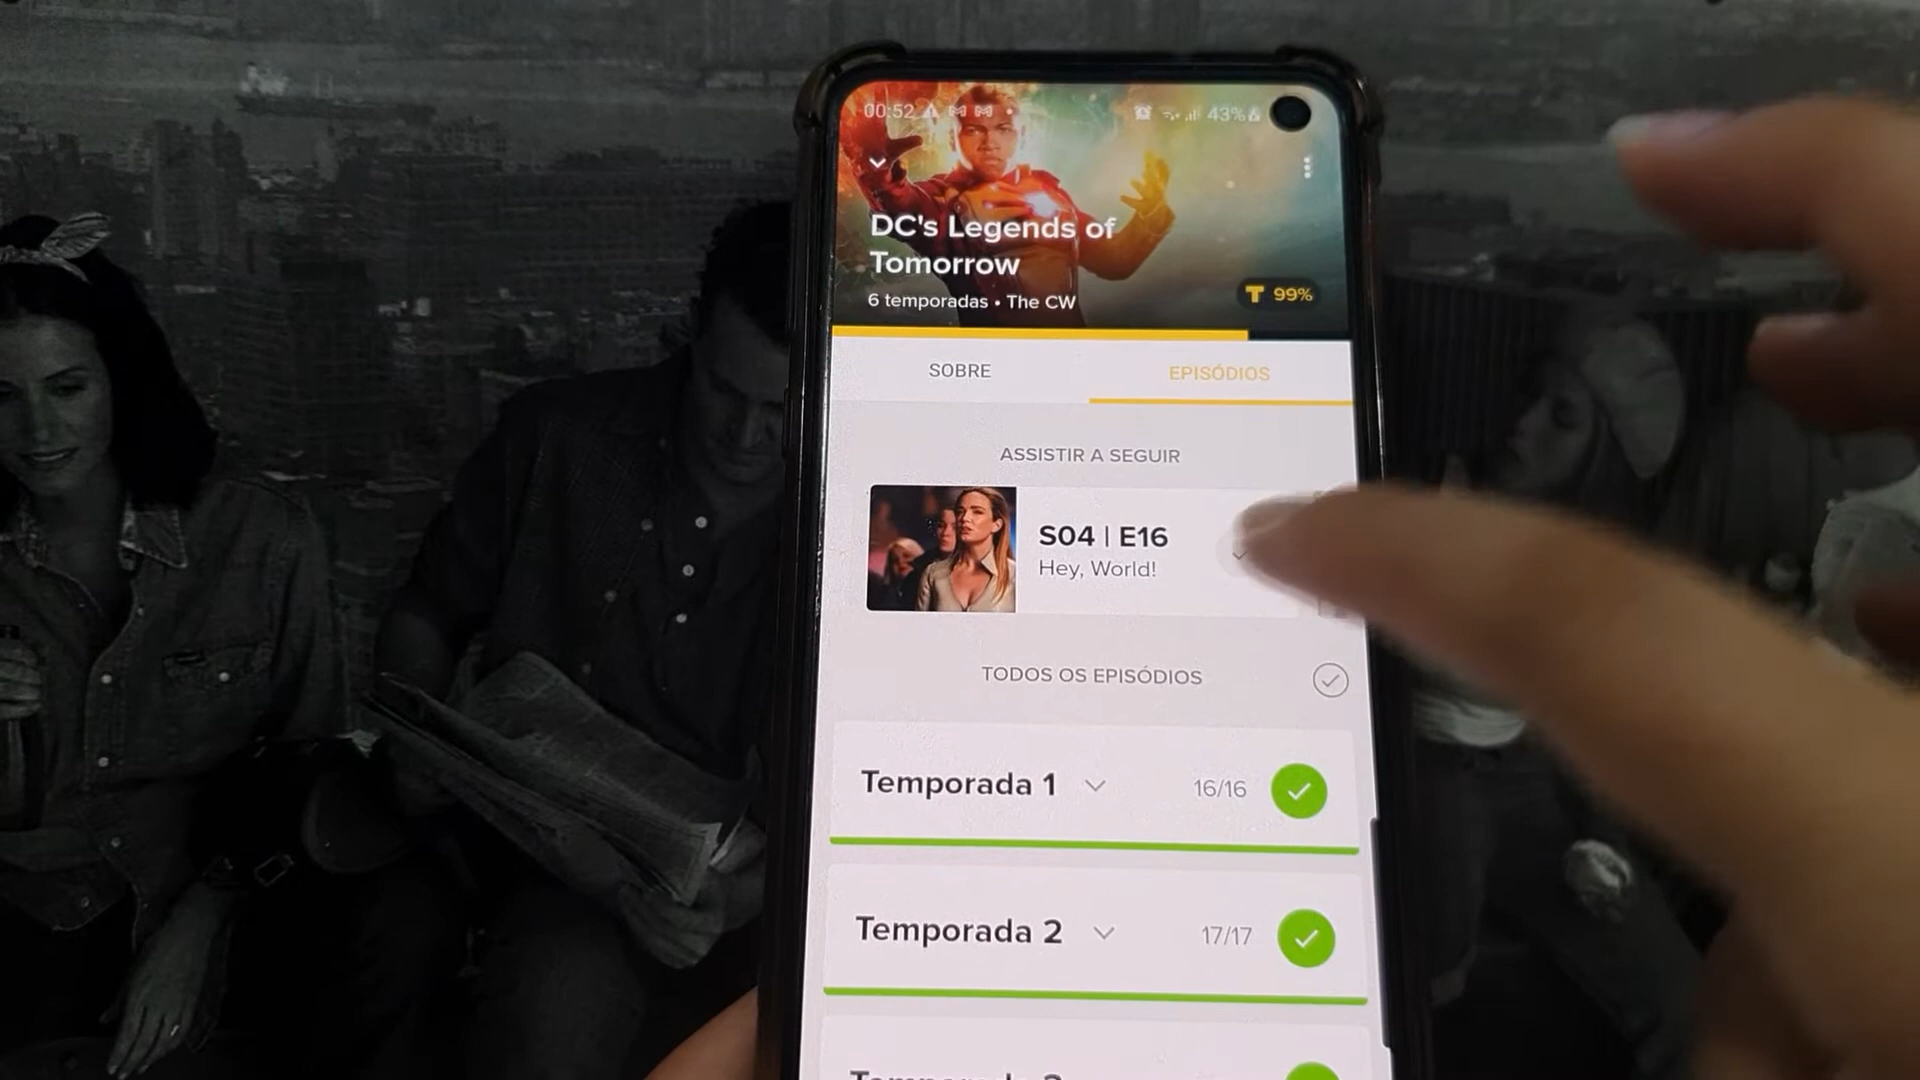 00:52
43%
DC's Legends of
Tomorrow
6 temporadas • The CW
99%
SOBRE
EPISÓDIOS
ASSISTIR A SEGUIR
S04 | E16
Hey, World!
TODOS OS EPISÓDIOS
Temporada 1
16/16
Temporada 2
17/17